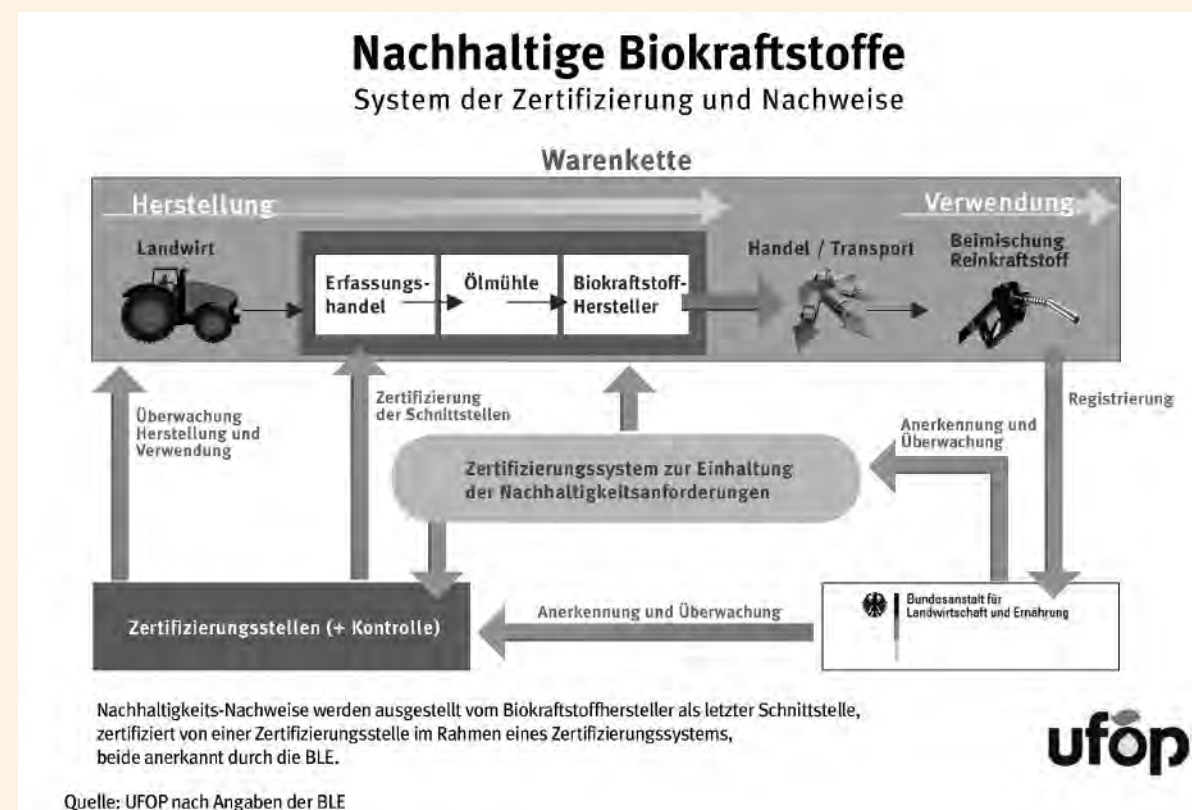 Nachhaltige Biokraftstoffe
System der Zertifizierung und Nachweise
Warenkette
Herstellung
Verwendung
Landwirt
Erfassungs-
handel
Ölmühle
Biokraftstoff-
Hersteller
Handel / Transport
Beimischung
Reinkraftstoff
Überwachung
Herstellung und
Verwendung
Zertifizierung
der Schnittstellen
Zertifizierungssystem zur Einhaltung
der Nachhaltigkeitsanforderungen
Anerkennung und
Überwachung
Registrierung
Zertifizierungsstellen (+ Kontrolle)
Anerkennung und Überwachung
Bundesanstalt für
Landwirtschaft und Ernährung
Nachhaltigkeits-Nachweise werden ausgestellt vom Biokraftstoffhersteller als letzter Schnittstelle,
zertifiziert von einer Zertifizierungsstelle im Rahmen eines Zertifizierungssystems,
beide anerkannt durch die BLE.
ufop
Quelle: UFOP nach Angaben der BLE